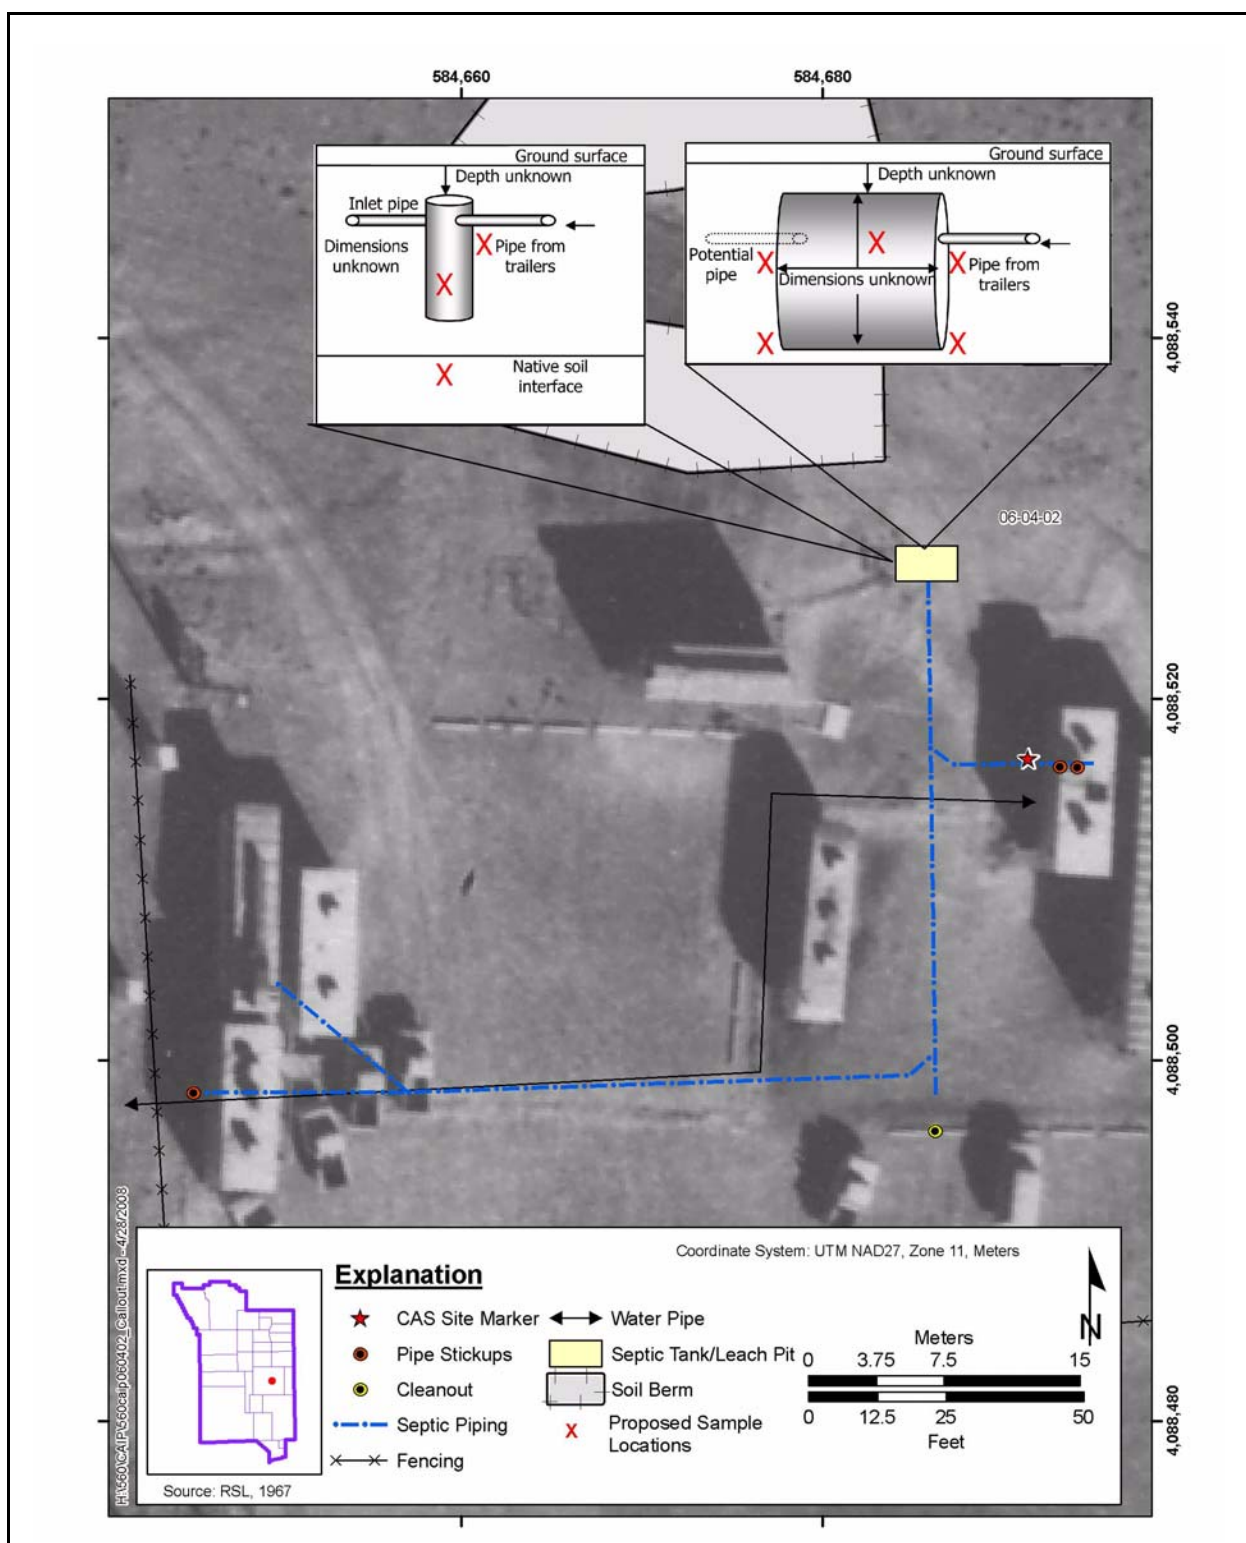 584,660 584,680
Ground surface
Depth unknown
Inlet pipe
Dimensions
unknown
X Pipe from
trailers
X
Native soil
X interface
Ground surface
Depth unknown
X
Potential
pipe
X
X
Dimensions unknown
Pipe from
trailers
X
X
4,088,540
06-04-02
4,088,520
4,088,500
4,088,480
H:\560\CAIP\560caip060402_Callout.mxd - 4/28/2008
Coordinate System: UTM NAD27, Zone 11, Meters
Explanation
CAS Site Marker
Pipe Stickups
Cleanout
Septic Piping
Fencing
Water Pipe
Septic Tank/Leach Pit
Soil Berm
X Proposed Sample
Locations
N
Meters
0 3.75 7.5 15
0 12.5 25 50
Feet
Source: RSL, 1967